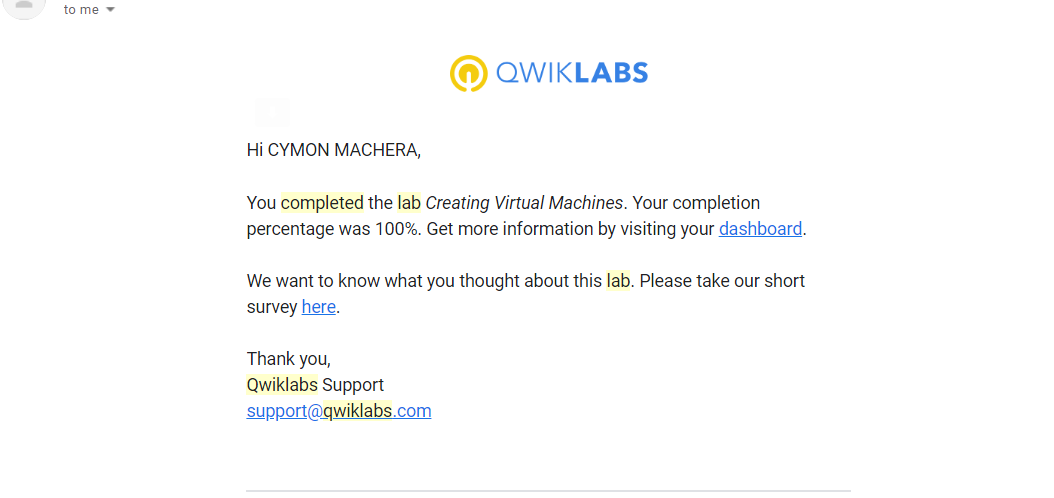 to me
QWIKLABS
Hi CYMON MACHERA,
You completed the lab Creating Virtual Machines. Your completion
percentage was 100%. Get more information by visiting your dashboard.
We want to know what you thought about this lab. Please take our short
survey here.
Thank you,
Qwiklabs Support
support@qwiklabs.com